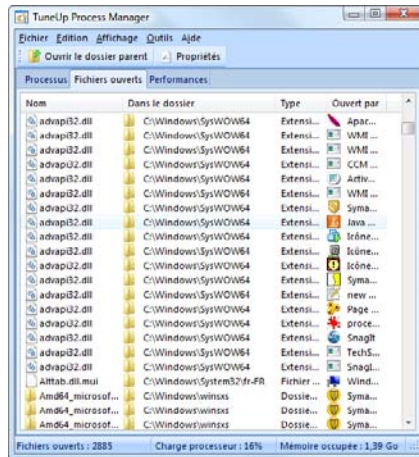 TuneUp Process Manager
Fichier Edition Affichage Outils Aide
Ouvrir le dossier parent Propriétés
Processus Fichiers ouverts Performances
Nom Dans le dossier Type Ouvert par
advapi32.dll C:\Windows\SysWOW64 Extensi... Apac...
advapi32.dll C:\Windows\SysWOW64 Extensi... WMI ...
advapi32.dll C:\Windows\SysWOW64 Extensi... WMI ...
advapi32.dll C:\Windows\SysWOW64 Extensi... CCM ...
advapi32.dll C:\Windows\SysWOW64 Extensi... Activ...
advapi32.dll C:\Windows\SysWOW64 Extensi... WMI ...
advapi32.dll C:\Windows\SysWOW64 Extensi... Syma...
advapi32.dll C:\Windows\SysWOW64 Extensi... Java ...
advapi32.dll C:\Windows\SysWOW64 Extensi... Icône...
advapi32.dll C:\Windows\SysWOW64 Extensi... Icône...
advapi32.dll C:\Windows\SysWOW64 Extensi... Icône...
advapi32.dll C:\Windows\SysWOW64 Extensi... Syma...
advapi32.dll C:\Windows\SysWOW64 Extensi... new ...
advapi32.dll C:\Windows\SysWOW64 Extensi... Page ...
advapi32.dll C:\Windows\SysWOW64 Extensi... proce...
advapi32.dll C:\Windows\SysWOW64 Extensi... SnagIt
advapi32.dll C:\Windows\SysWOW64 Extensi... TechS...
advapi32.dll C:\Windows\SysWOW64 Extensi... SnagI...
Alttab.dll.mui C:\Windows\System32\fr-FR Fichier ... Wind...
Amd64_microsof... C:\Windows\winsxs Dossie... Syma...
Amd64_microsof... C:\Windows\winsxs Dossie... Syma...
Amd64_microsof... C:\Windows\winsxs Dossie... Syma...
Fichiers ouverts : 2885 Charge processeur : 16% Mémoire occupée : 1,39 Go